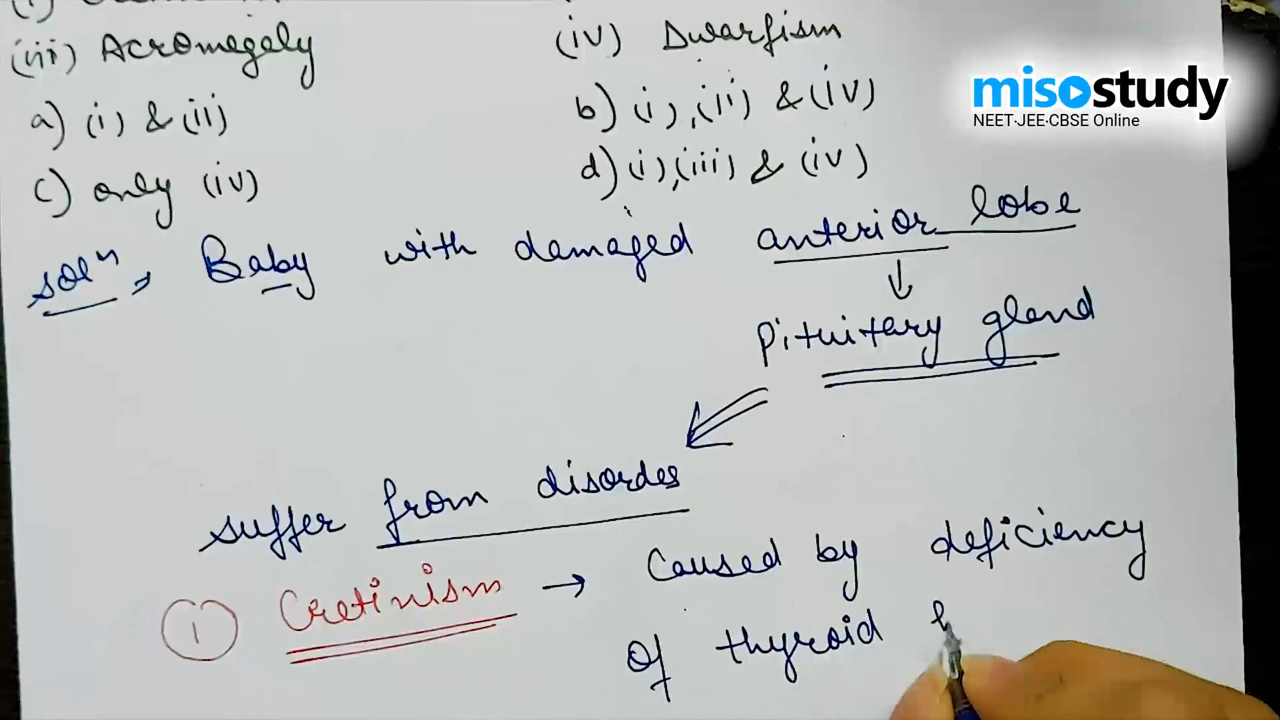 (iii) Acromegaly (iv) Dwarfism
a) (i) & (ii) b) (i), (ii) & (iv)
c) only (iv) d) (i), (iii) & (iv)
misostudy
NEET·JEE·CBSE Online
solⁿ Baby with damaged anterior lobe
Pituitary gland
suffer from disordes
1 Cretinism → Caused by deficiency
of thyroid